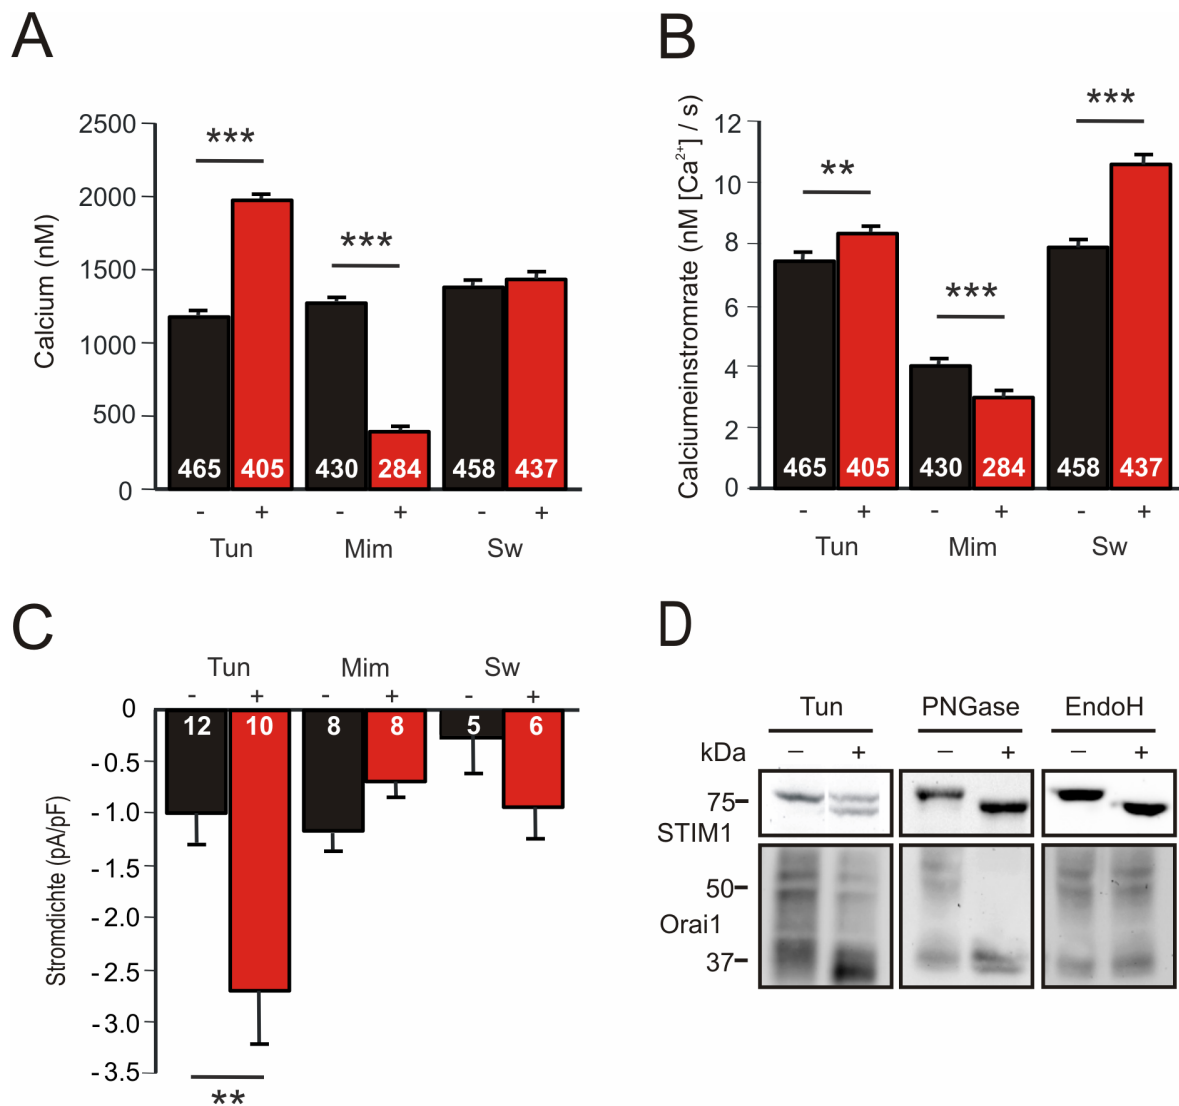 A
Calcium (nM)
2500
2000
1500
1000
500
0
***
***
465 405 430 284 458 437
- + - + - +
Tun Mim Sw
B
Calciumeinstromrate (nM [Ca²⁺] / s)
12
10
8
6
4
2
0
**
***
***
465 405 430 284 458 437
- + - + - +
Tun Mim Sw
C
Stromdichte (pA/pF)
Tun Mim Sw
- + - + - +
12 10 8 8 5 6
0
-0.5
-1.0
-1.5
-2.0
-2.5
-3.0
-3.5
**
D
Tun PNGase EndoH
kDa – + – + – +
75
STIM1
50
Orai1
37